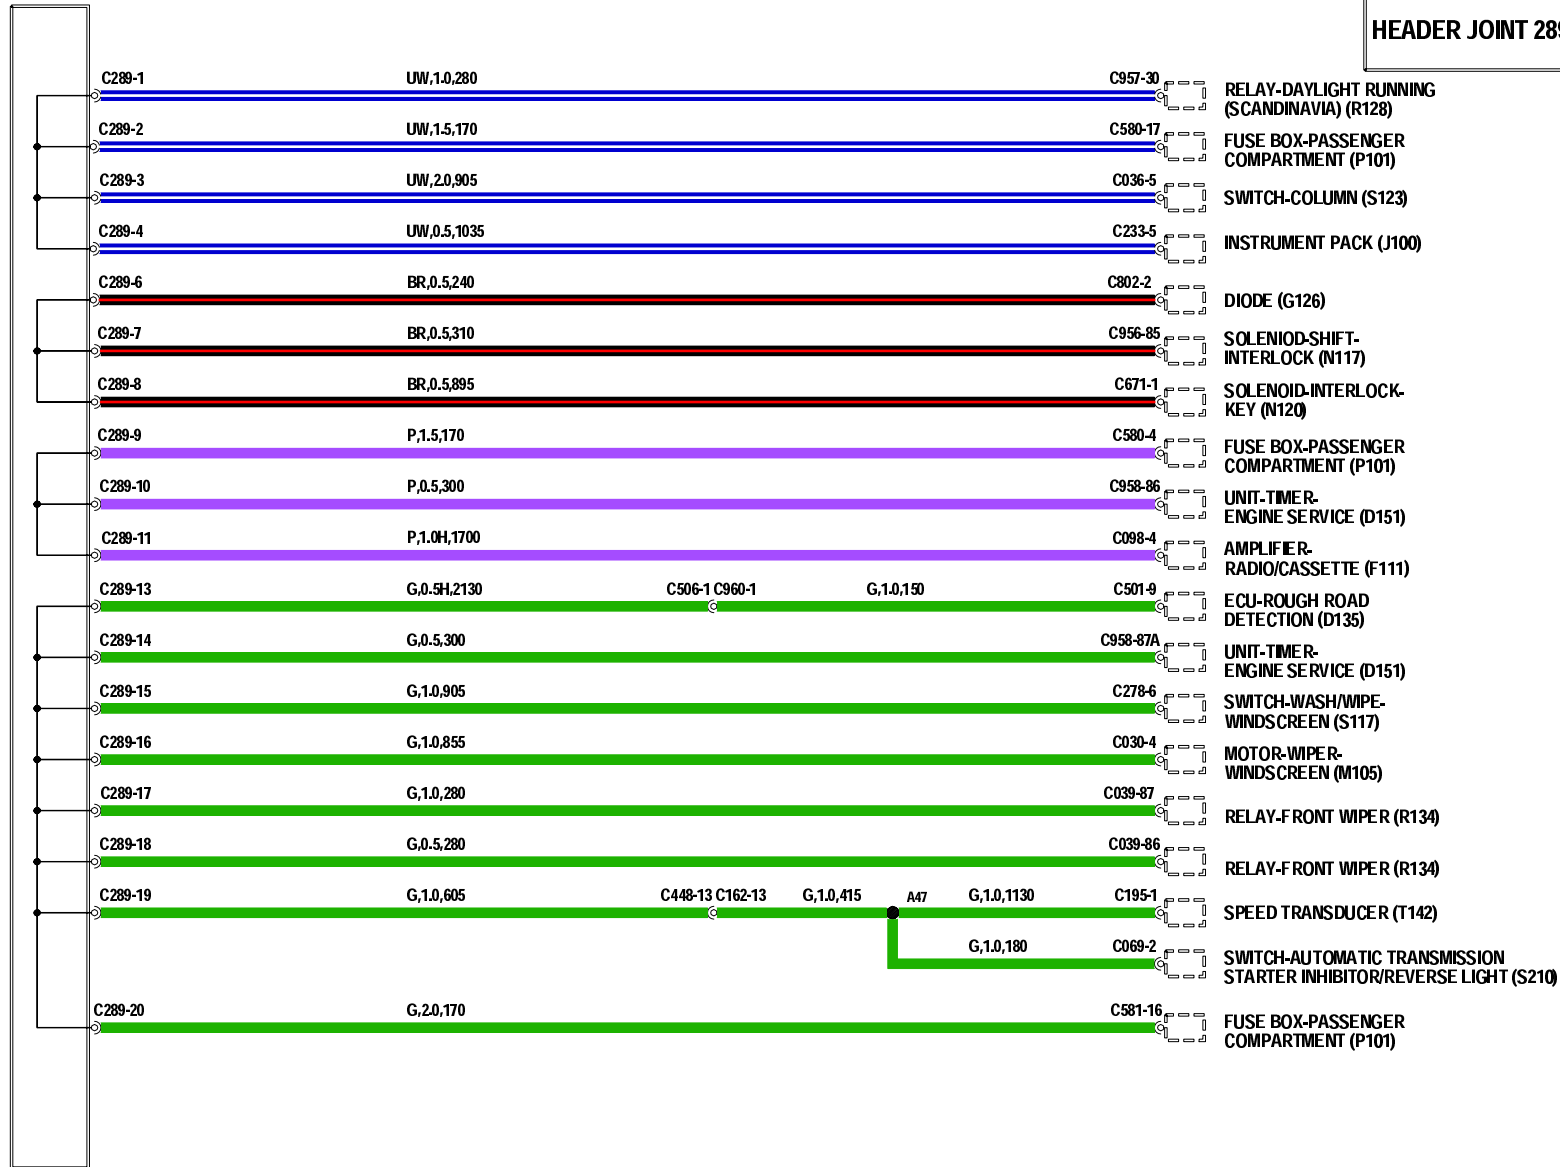 HEADER JOINT 289
C289-1 UW,1.0,280 C957-30
RELAY-DAYLIGHT RUNNING
(SCANDINAVIA) (R128)
C289-2 UW,1.5,170 C580-17
FUSE BOX-PASSENGER
COMPARTMENT (P101)
C289-3 UW,2.0,905 C036-5
SWITCH-COLUMN (S123)
C289-4 UW,0.5,1035 C233-5
INSTRUMENT PACK (J100)
C289-6 BR,0.5,240 C802-2
DIODE (G126)
C289-7 BR,0.5,310 C956-85
SOLENIOD-SHIFT-
INTERLOCK (N117)
C289-8 BR,0.5,895 C671-1
SOLENOID-INTERLOCK-
KEY (N120)
C289-9 P,1.5,170 C580-4
FUSE BOX-PASSENGER
COMPARTMENT (P101)
C289-10 P,0.5,300 C958-86
UNIT-TIMER-
ENGINE SERVICE (D151)
C289-11 P,1.0H,1700 C098-4
AMPLIFIER-
RADIO/CASSETTE (F111)
C289-13 G,0.5H,2130 C506-1 C960-1 G,1.0,150 C501-9
ECU-ROUGH ROAD
DETECTION (D135)
C289-14 G,0.5,300 C958-87A
UNIT-TIMER-
ENGINE SERVICE (D151)
C289-15 G,1.0,905 C278-6
SWITCH-WASH/WIPE-
WINDSCREEN (S117)
C289-16 G,1.0,855 C030-4
MOTOR-WIPER-
WINDSCREEN (M105)
C289-17 G,1.0,280 C039-87
RELAY-FRONT WIPER (R134)
C289-18 G,0.5,280 C039-86
RELAY-FRONT WIPER (R134)
C289-19 G,1.0,605 C448-13 C162-13 G,1.0,415 A47 G,1.0,1130 C195-1
SPEED TRANSDUCER (T142)
G,1.0,180 C069-2
SWITCH-AUTOMATIC TRANSMISSION
STARTER INHIBITOR/REVERSE LIGHT (S210)
C289-20 G,2.0,170 C581-16
FUSE BOX-PASSENGER
COMPARTMENT (P101)